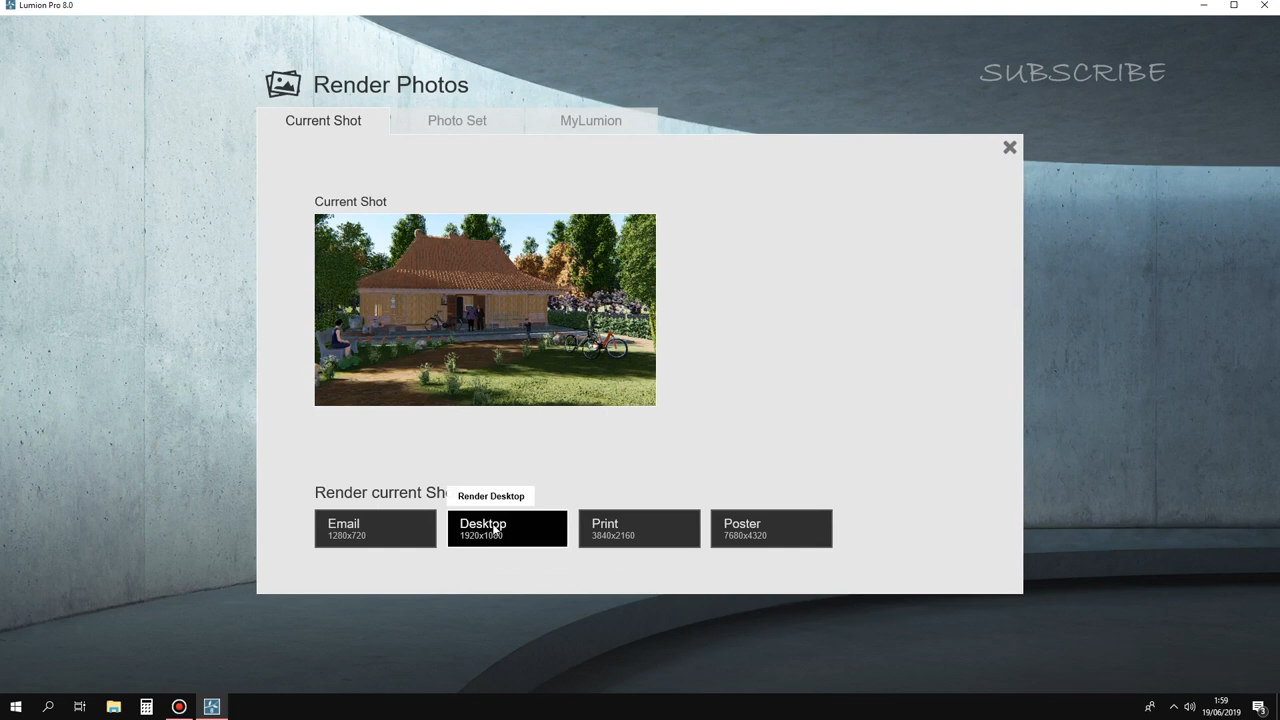 Lumion Pro 8.0
SUBSCRIBE
Render Photos
Current Shot
Photo Set
MyLumion
Current Shot
Render current
Render Desktop
Email
1280x720
Desktop
Print
3840x2160
Poster
7680x4320
1:59
19/06/2019
3